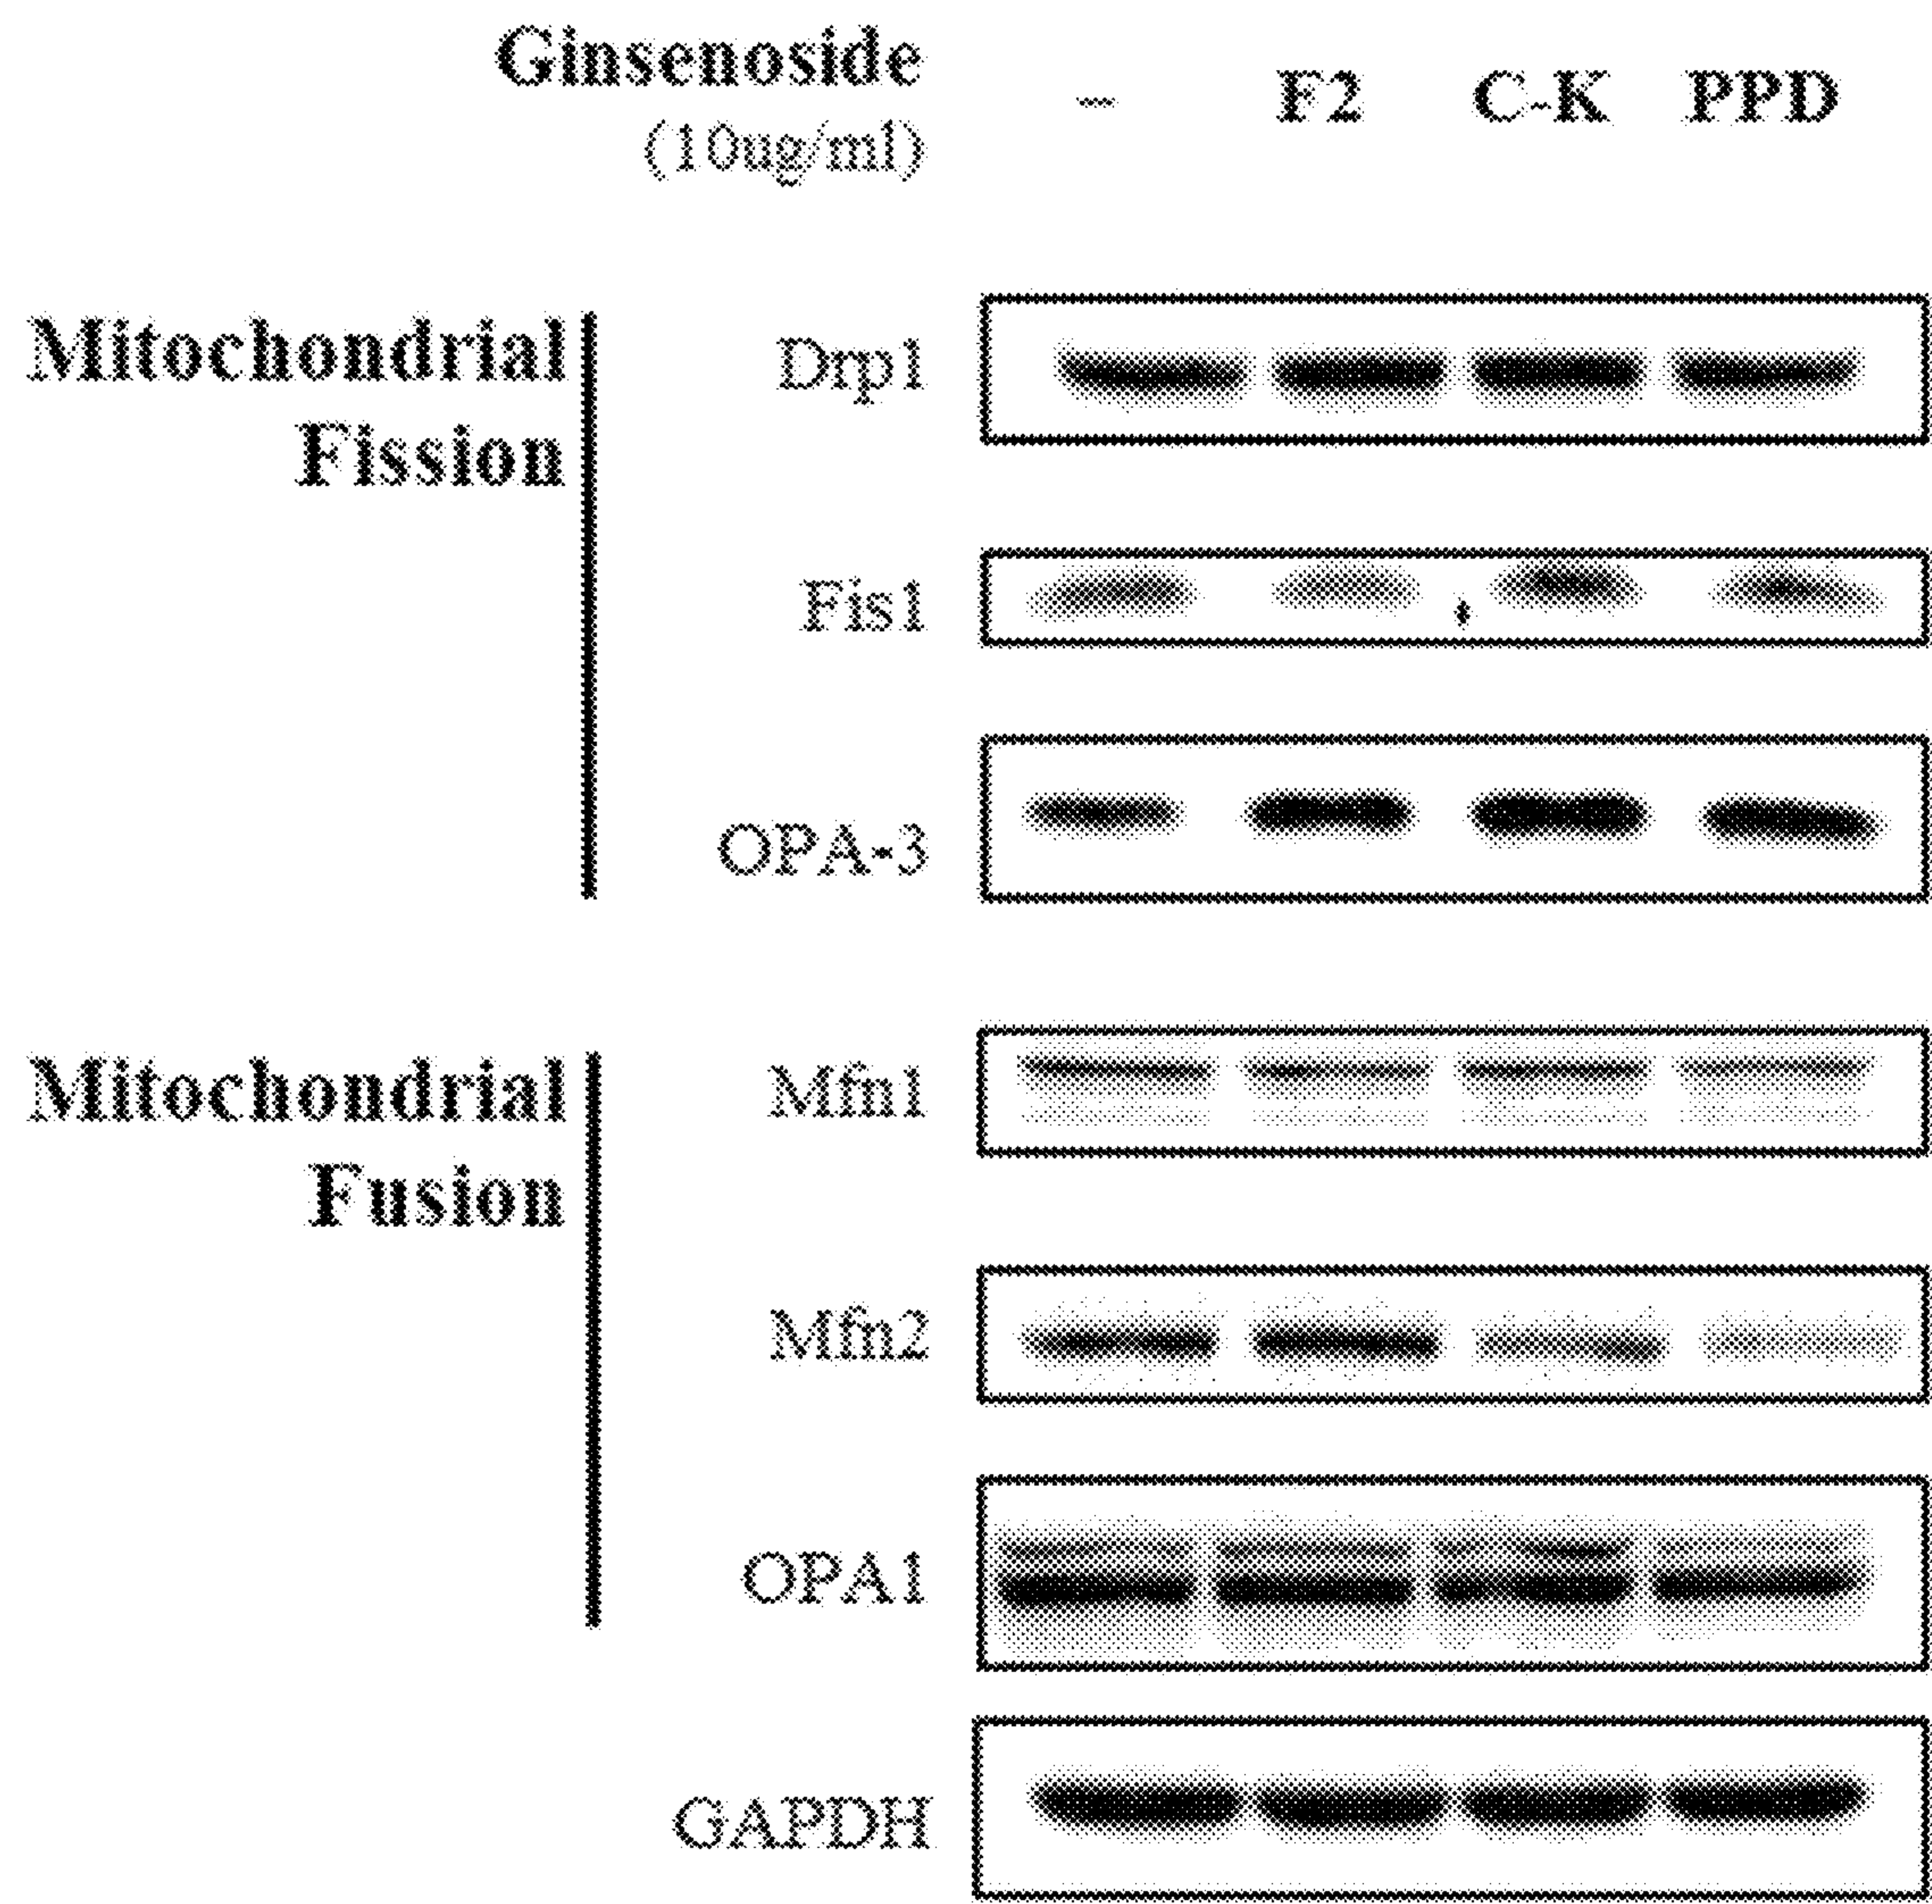 Ginsenoside
(10ug/ml)
– F2 C-K PPD
Mitochondrial
Fission
Drp1
Fis1
OPA-3
Mitochondrial
Fusion
Mfn1
Mfn2
OPA1
GAPDH